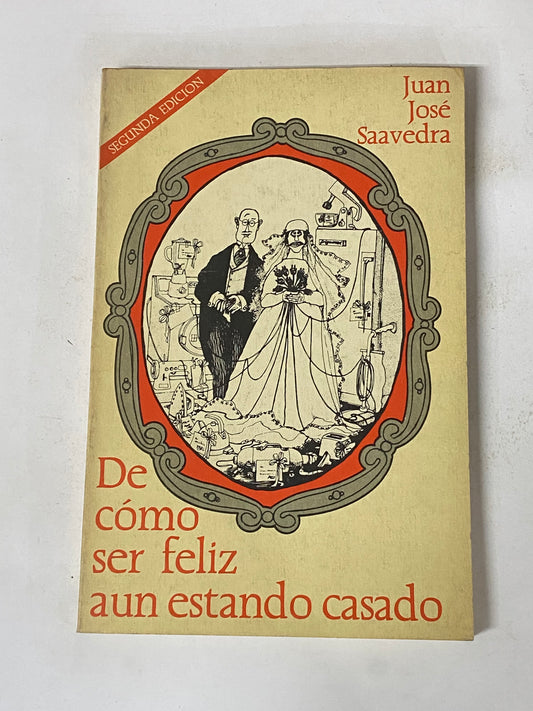 SEGUNDA EDICION
Juan
José
Saavedra
De
cómo
ser feliz
aun estando casado